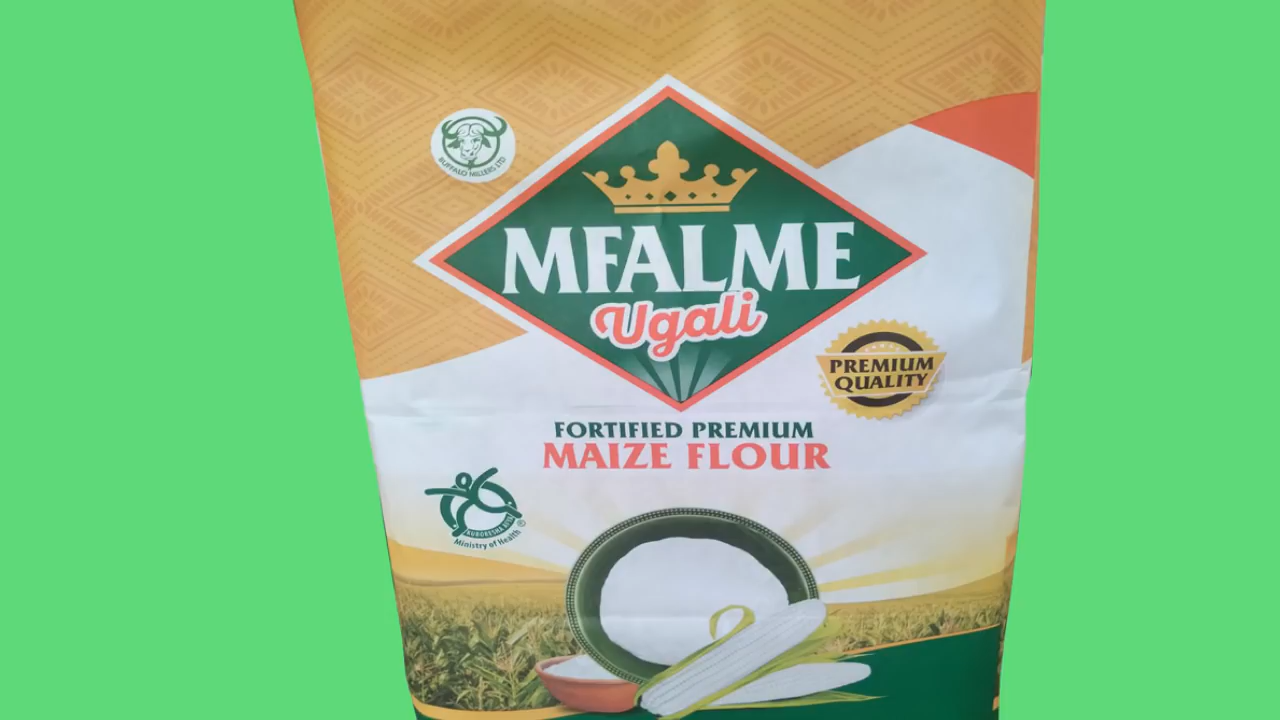 BUFFALO MILLERS LTD
MFALME
Ugali
PREMIUM
QUALITY
FORTIFIED PREMIUM
MAIZE FLOUR
Ministry of Health®